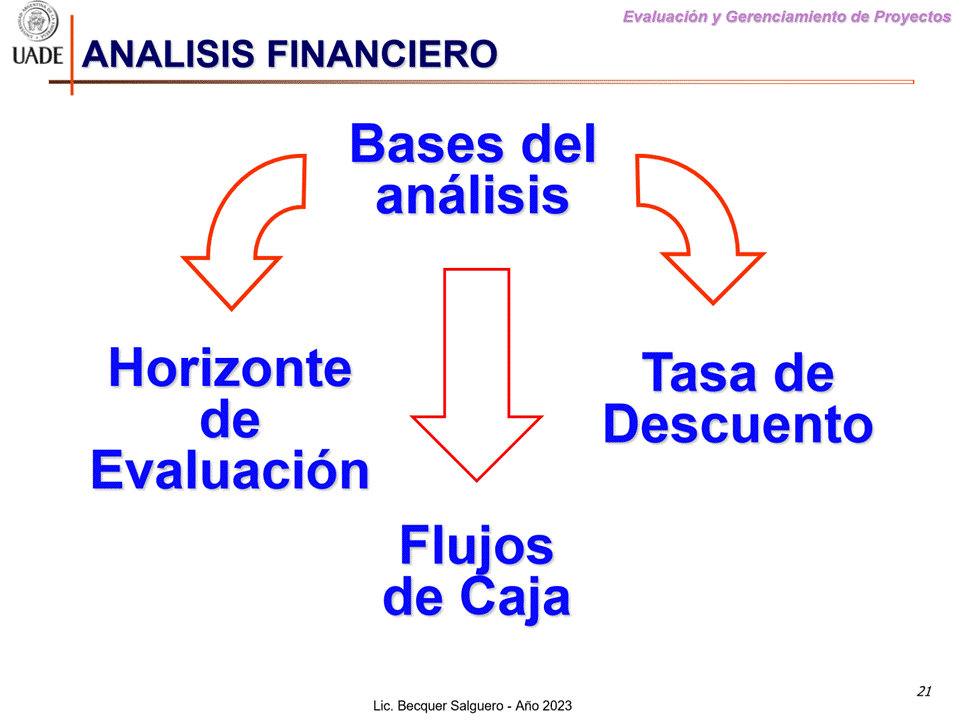 Evaluación y Gerenciamiento de Proyectos
UADE
ANALISIS FINANCIERO
Bases del
análisis
Horizonte
de
Evaluación
Tasa de
Descuento
Flujos
de Caja
21
Lic. Becquer Salguero - Año 2023